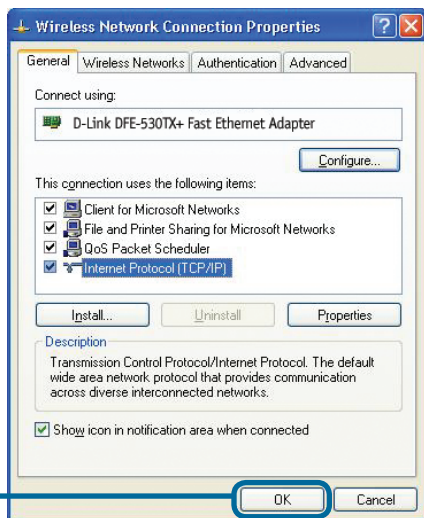 Wireless Network Connection Properties
General Wireless Networks Authentication Advanced
Connect using:
D-Link DFE-530TX+ Fast Ethernet Adapter
Configure...
This connection uses the following items:
Client for Microsoft Networks
File and Printer Sharing for Microsoft Networks
QoS Packet Scheduler
Internet Protocol (TCP/IP)
Install... Uninstall Properties
Description
Transmission Control Protocol/Internet Protocol. The default
wide area network protocol that provides communication
across diverse interconnected networks.
Show icon in notification area when connected
OK Cancel